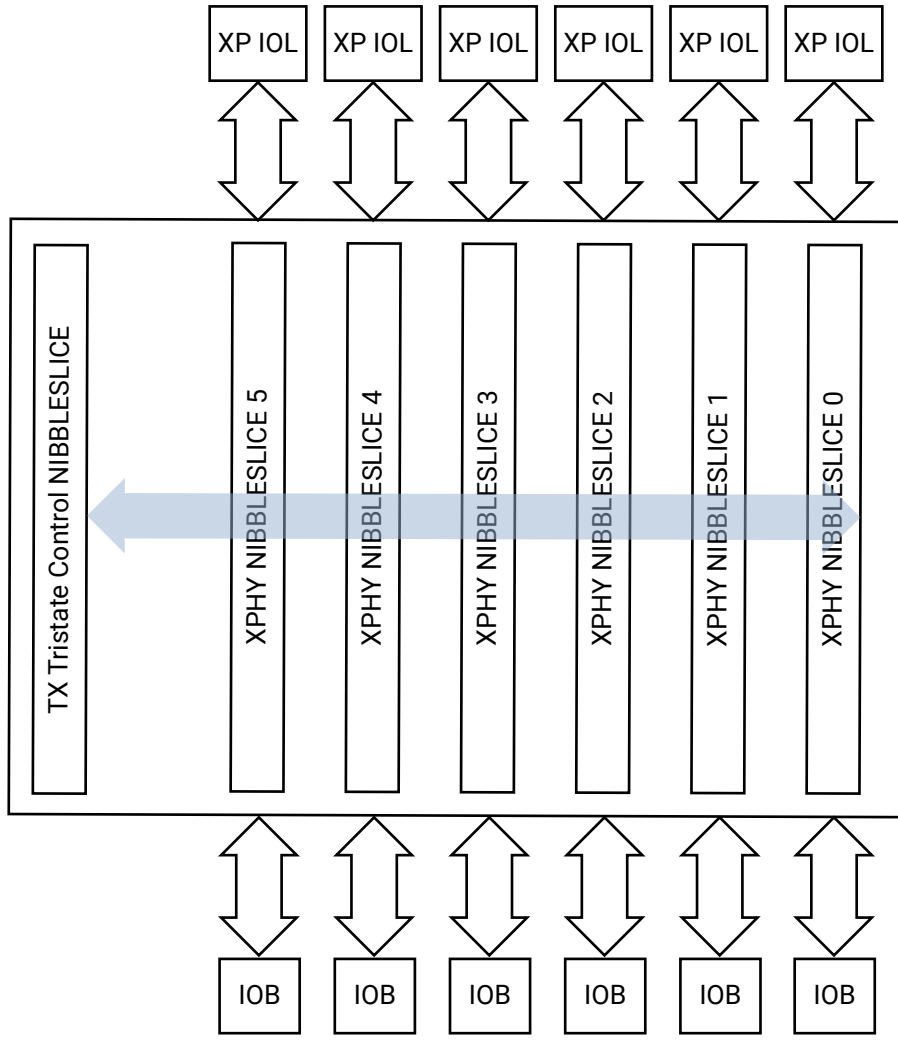 XP IOL
XP IOL
XP IOL
XP IOL
XP IOL
XP IOL
TX Tristate Control NIBBLESLICE
XPHY NIBBLESLICE 5
XPHY NIBBLESLICE 4
XPHY NIBBLESLICE 3
XPHY NIBBLESLICE 2
XPHY NIBBLESLICE 1
XPHY NIBBLESLICE 0
IOB
IOB
IOB
IOB
IOB
IOB